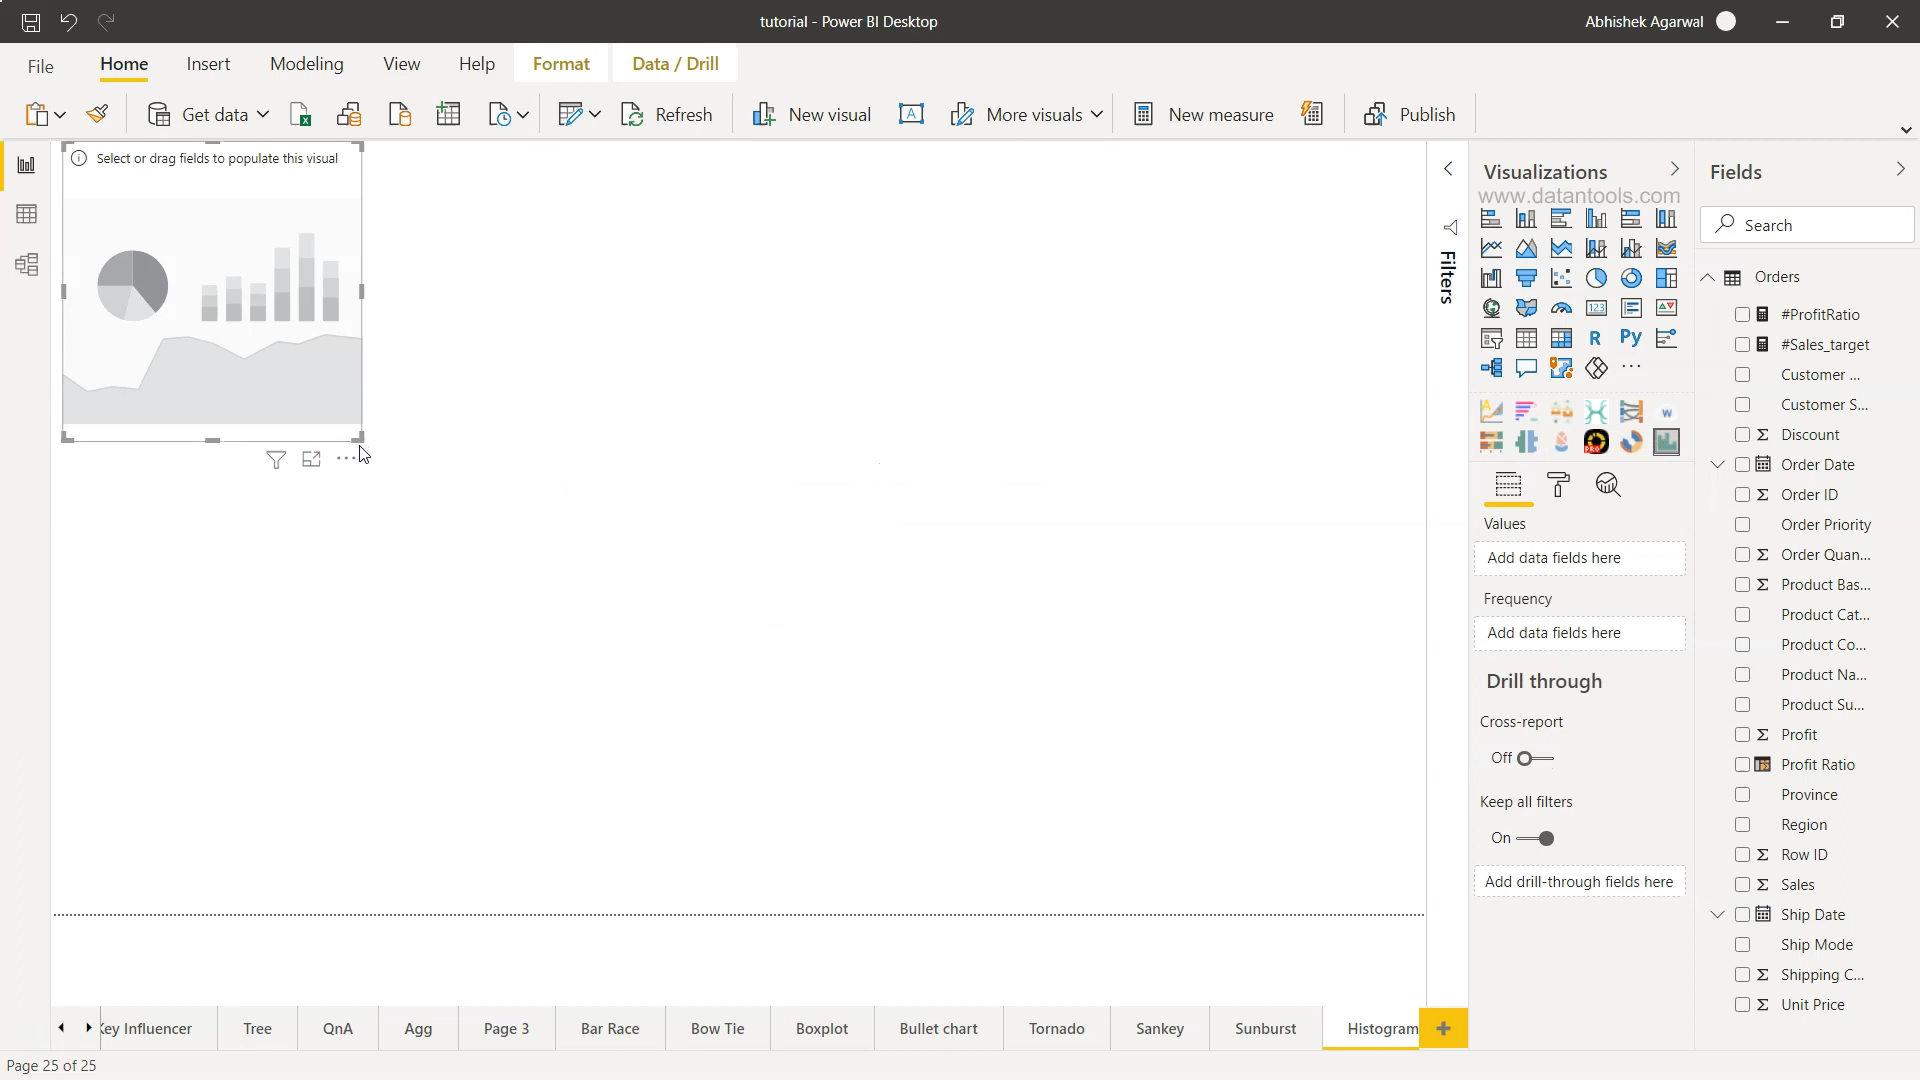 tutorial - Power BI Desktop
Abhishek Agarwal
File
Home
Insert
Modeling
View
Help
Format
Data / Drill
Get data
Refresh
New visual
More visuals
New measure
Publish
Select or drag fields to populate this visual
Filters
Visualizations
www.datantools.com
123
R
Py
W
PRO
Values
Add data fields here
Frequency
Add data fields here
Drill through
Cross-report
Off
Keep all filters
On
Add drill-through fields here
Fields
Search
Orders
#ProfitRatio
#Sales_target
Customer ...
Customer S...
Σ Discount
Order Date
Σ Order ID
Order Priority
Σ Order Quan...
Σ Product Bas...
Product Cat...
Product Co...
Product Na...
Product Su...
Σ Profit
Profit Ratio
Province
Region
Σ Row ID
Σ Sales
Ship Date
Ship Mode
Σ Shipping C...
Σ Unit Price
Key Influencer
Tree
QnA
Agg
Page 3
Bar Race
Bow Tie
Boxplot
Bullet chart
Tornado
Sankey
Sunburst
Histogram
Page 25 of 25